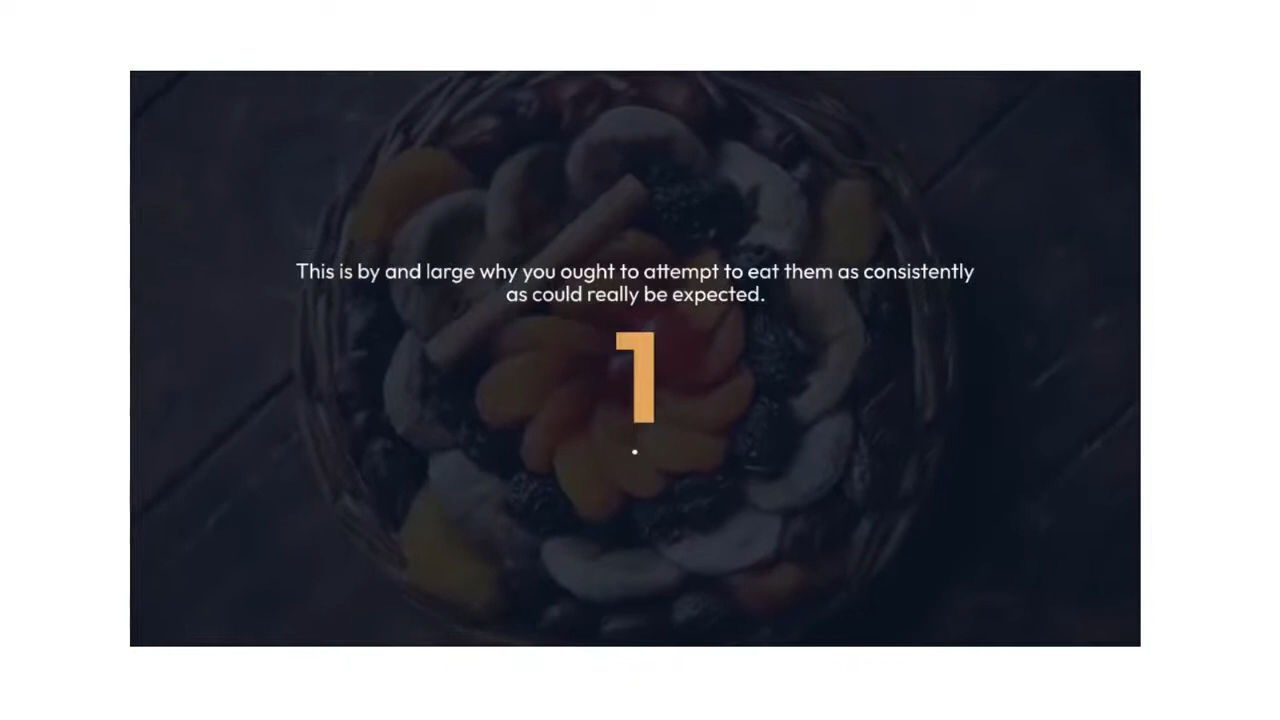 This is by and large why you ought to attempt to eat them as consistently
as could really be expected.
1
.